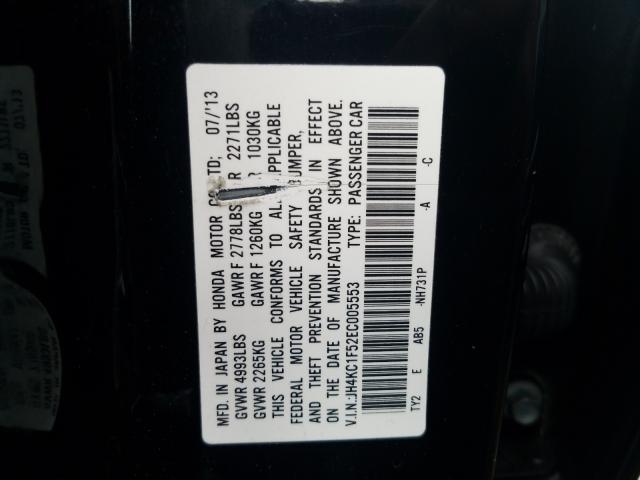 MFD. IN JAPAN BY HONDA MOTOR CO LTD; 07/'13
GVWR 4993LBS GAWR F 2778LBS R 2271LBS
GVWR 2265KG GAWR F 1260KG R 1030KG
THIS VEHICLE CONFORMS TO ALL APPLICABLE
FEDERAL MOTOR VEHICLE SAFETY BUMPER,
AND THEFT PREVENTION STANDARDS IN EFFECT
ON THE DATE OF MANUFACTURE SHOWN ABOVE.
V.I.N.:JH4KC1F52EC005553 TYPE: PASSENGER CAR
TY2 E AB5 -NH731P -A -C